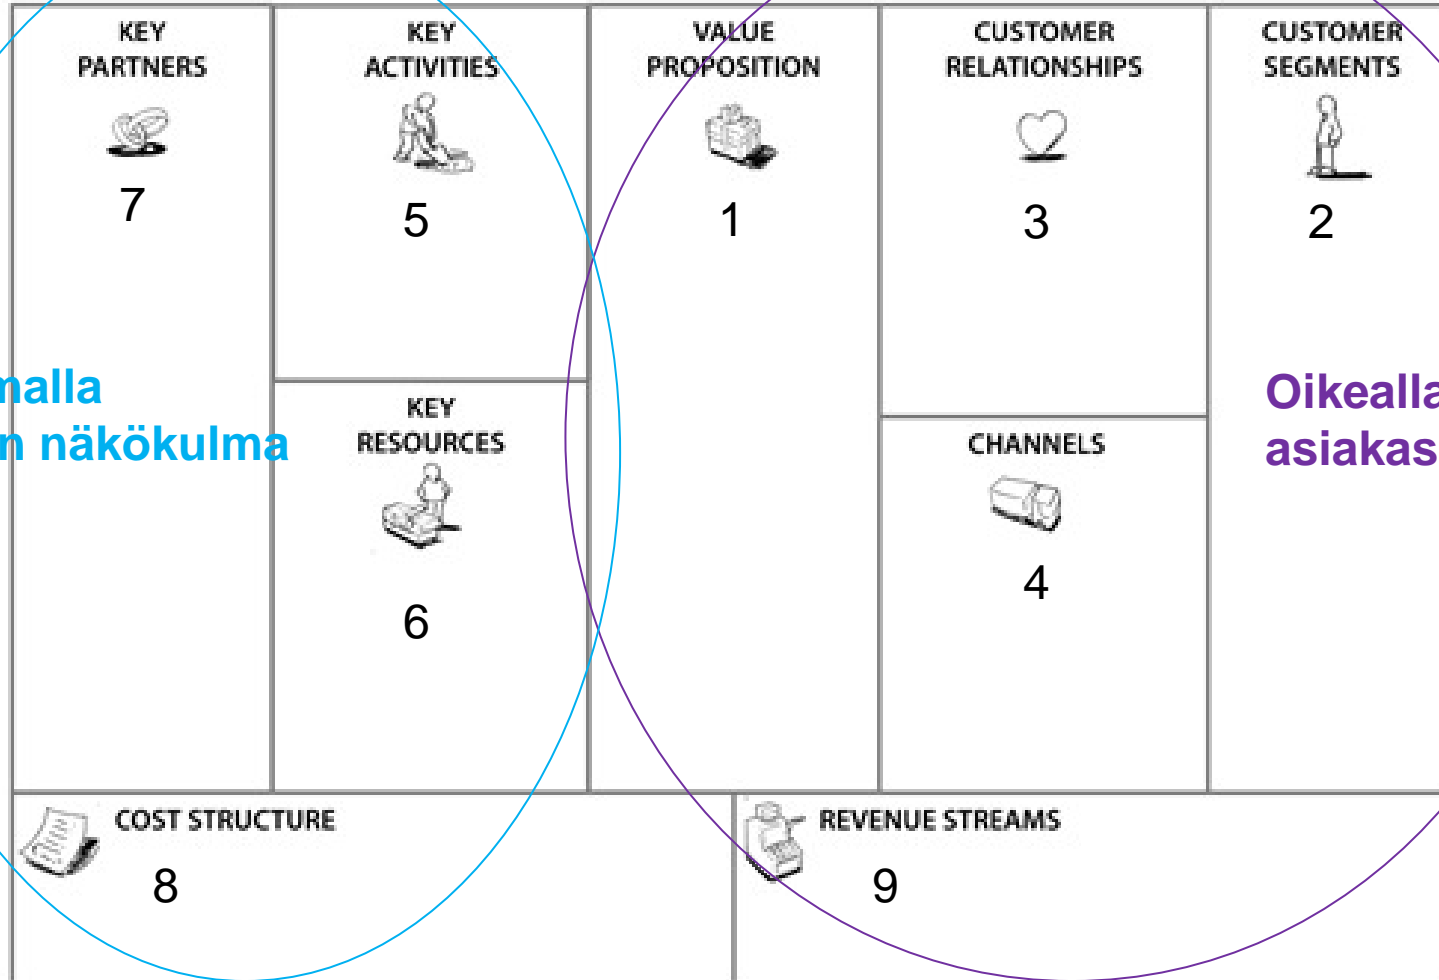 KEY
PARTNERS
7
KEY
ACTIVITIES
5
VALUE
PROPOSITION
1
CUSTOMER
RELATIONSHIPS
3
CUSTOMER
SEGMENTS
2
malla
n näkökulma
KEY
RESOURCES
6
CHANNELS
4
Oikealla
asiakas
COST STRUCTURE
8
REVENUE STREAMS
9